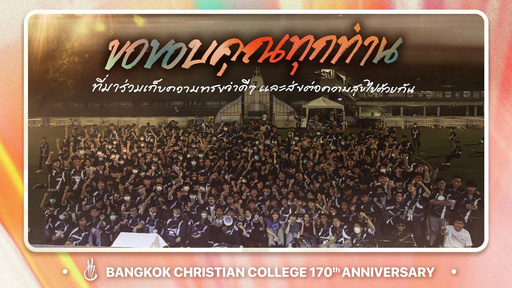 ขอขอบคุณทุกท่าน
ที่มาร่วมเก็บความทรงจำดีๆ และส่งต่อความสุขไปด้วยกัน
• BANGKOK CHRISTIAN COLLEGE 170th ANNIVERSARY •